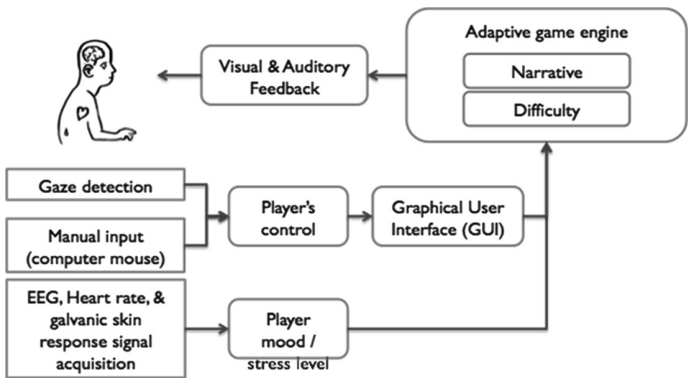 Adaptive game engine
Visual & Auditory
Feedback
Narrative
Difficulty
Gaze detection
Manual input
(computer mouse)
Player's
control
Graphical User
Interface (GUI)
EEG, Heart rate, &
galvanic skin
response signal
acquisition
Player
mood /
stress level